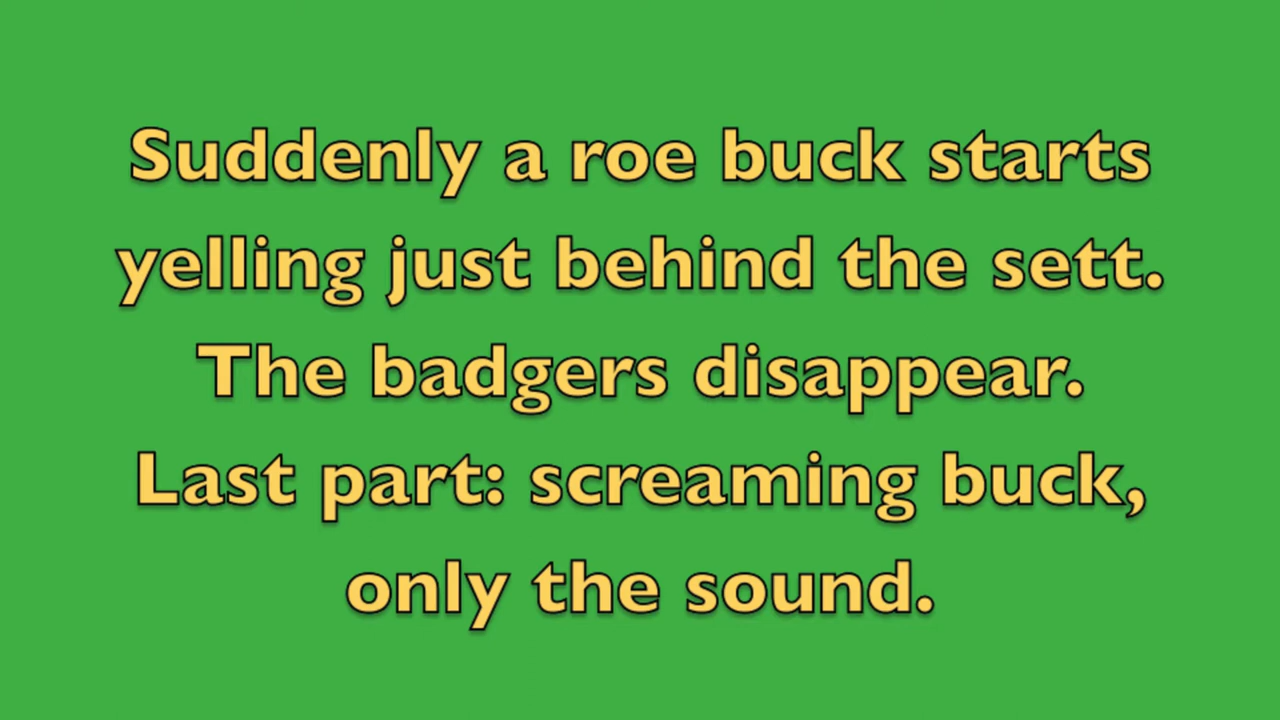 Suddenly a roe buck starts
yelling just behind the sett.
The badgers disappear.
Last part: screaming buck,
only the sound.